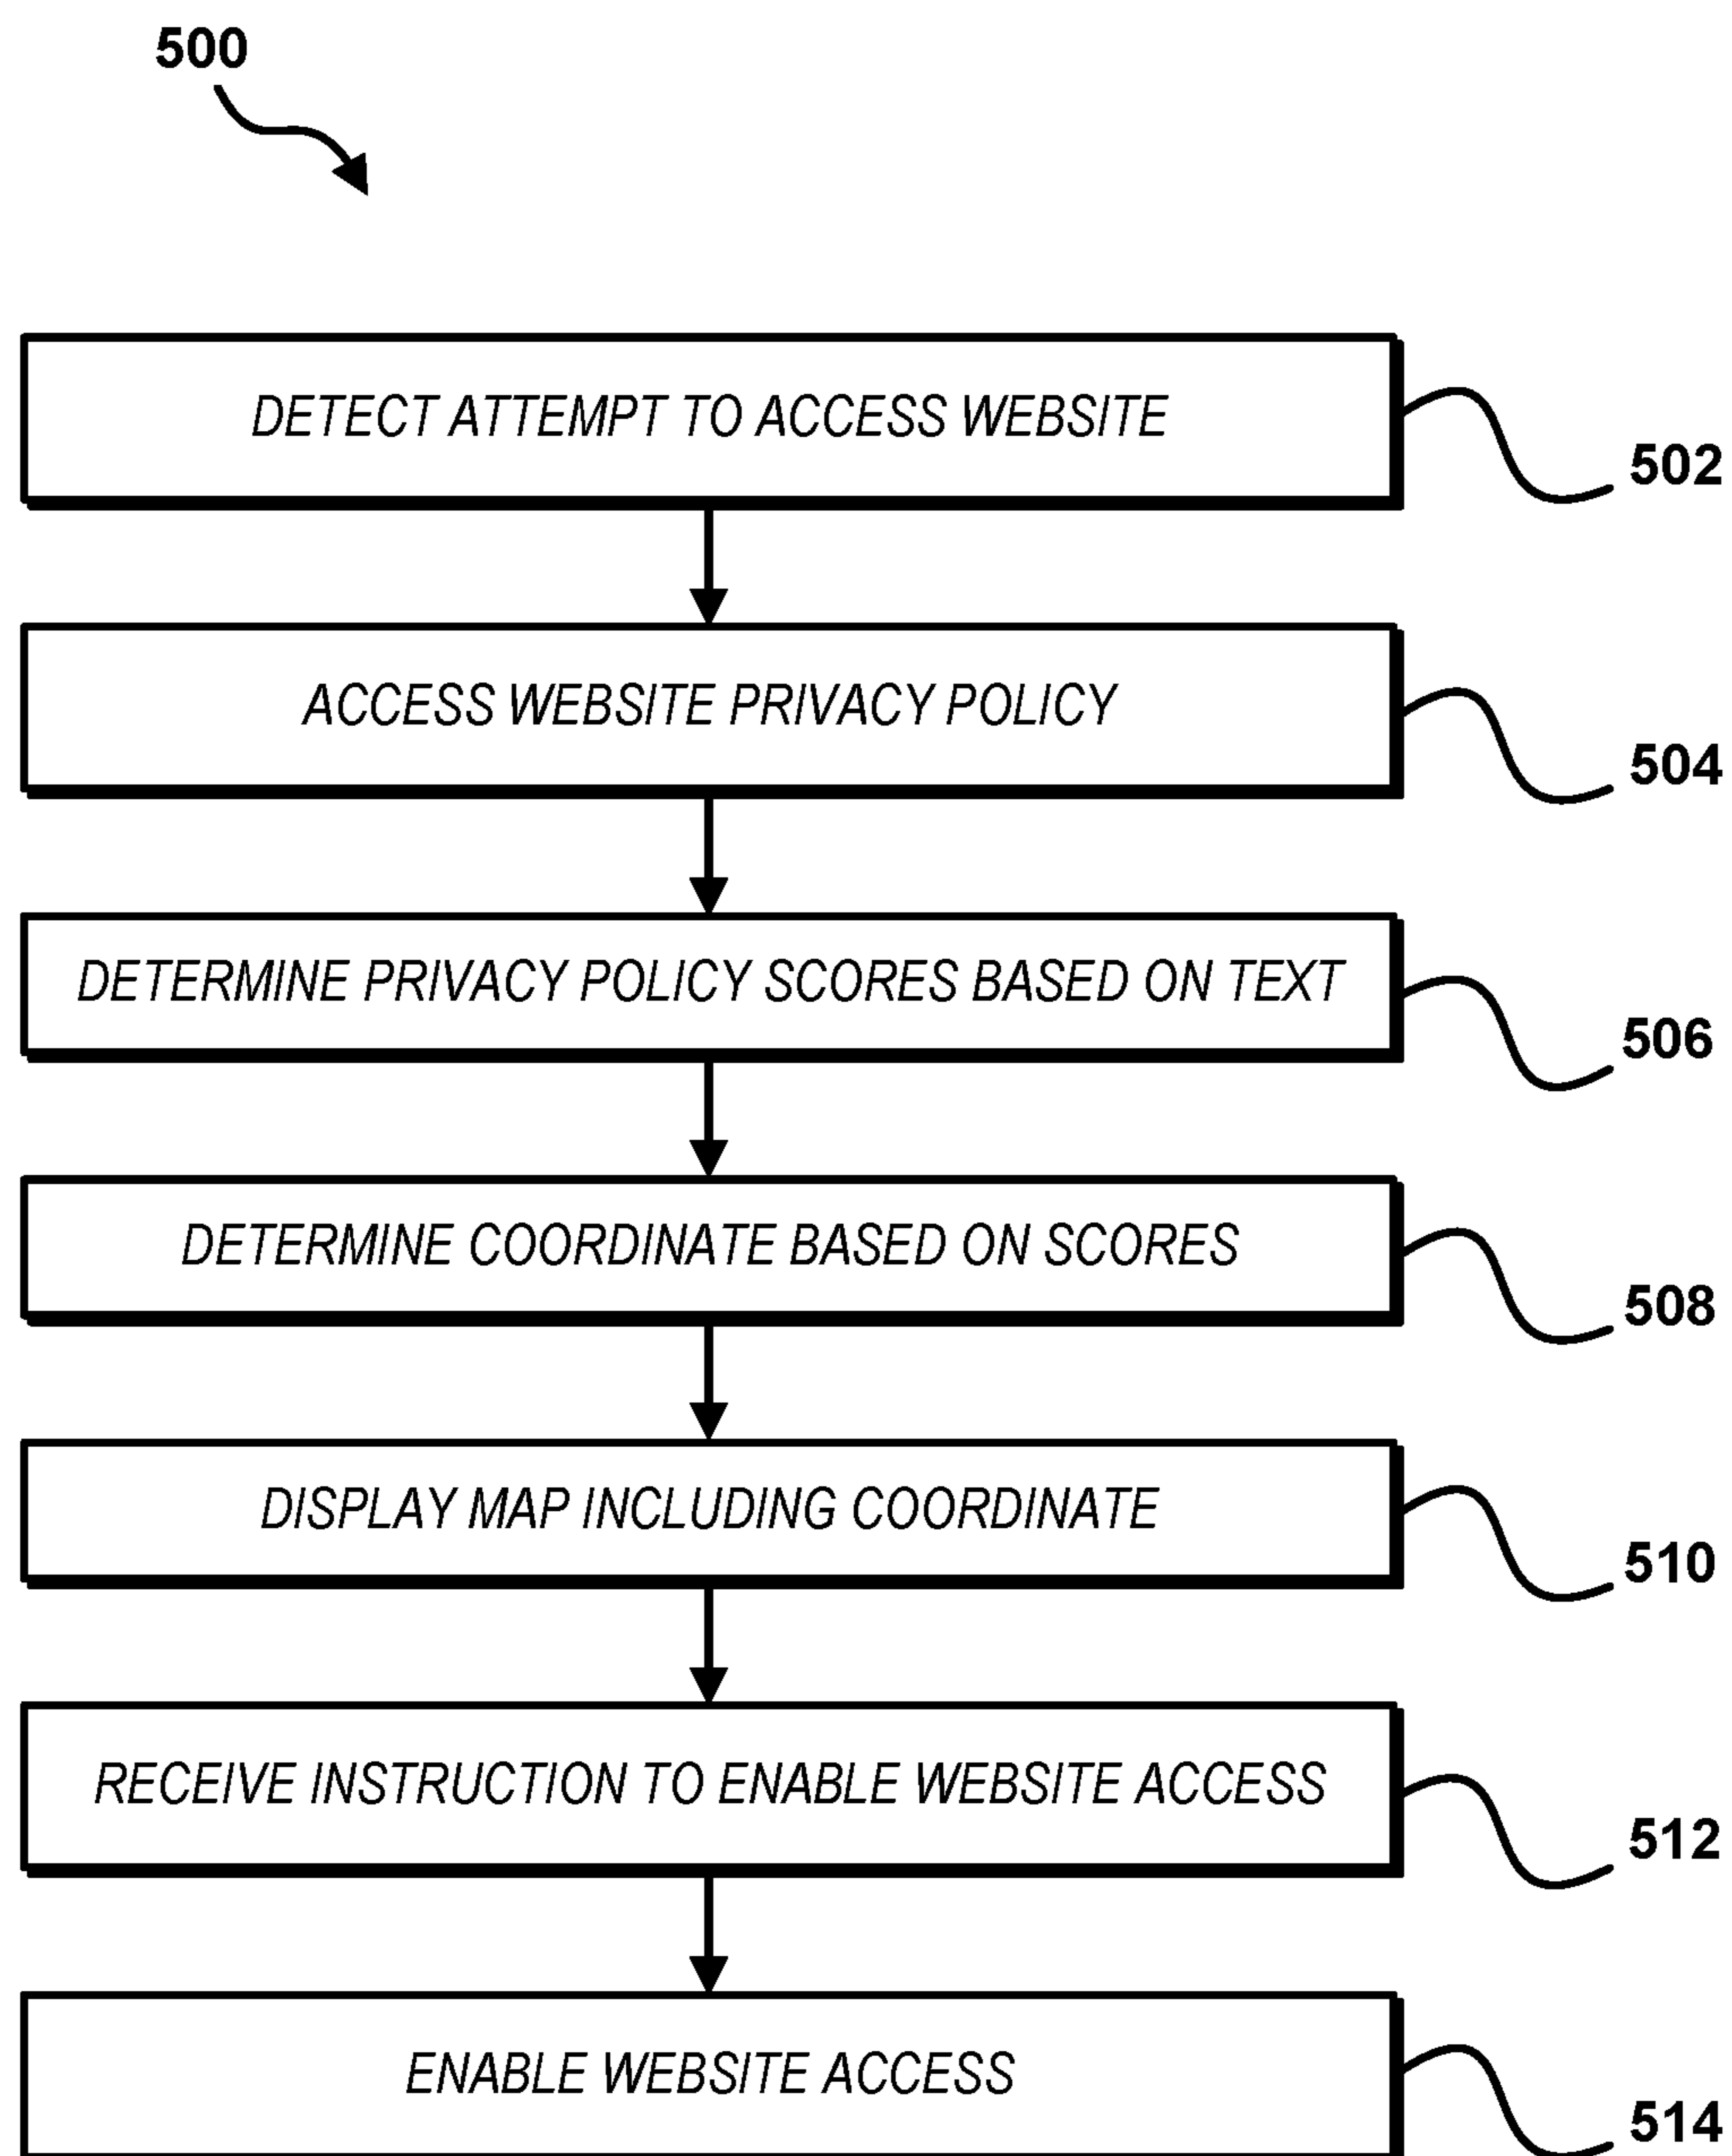 500
DETECT ATTEMPT TO ACCESS WEBSITE
502
ACCESS WEBSITE PRIVACY POLICY
504
DETERMINE PRIVACY POLICY SCORES BASED ON TEXT
506
DETERMINE COORDINATE BASED ON SCORES
508
DISPLAY MAP INCLUDING COORDINATE
510
RECEIVE INSTRUCTION TO ENABLE WEBSITE ACCESS
512
ENABLE WEBSITE ACCESS
514